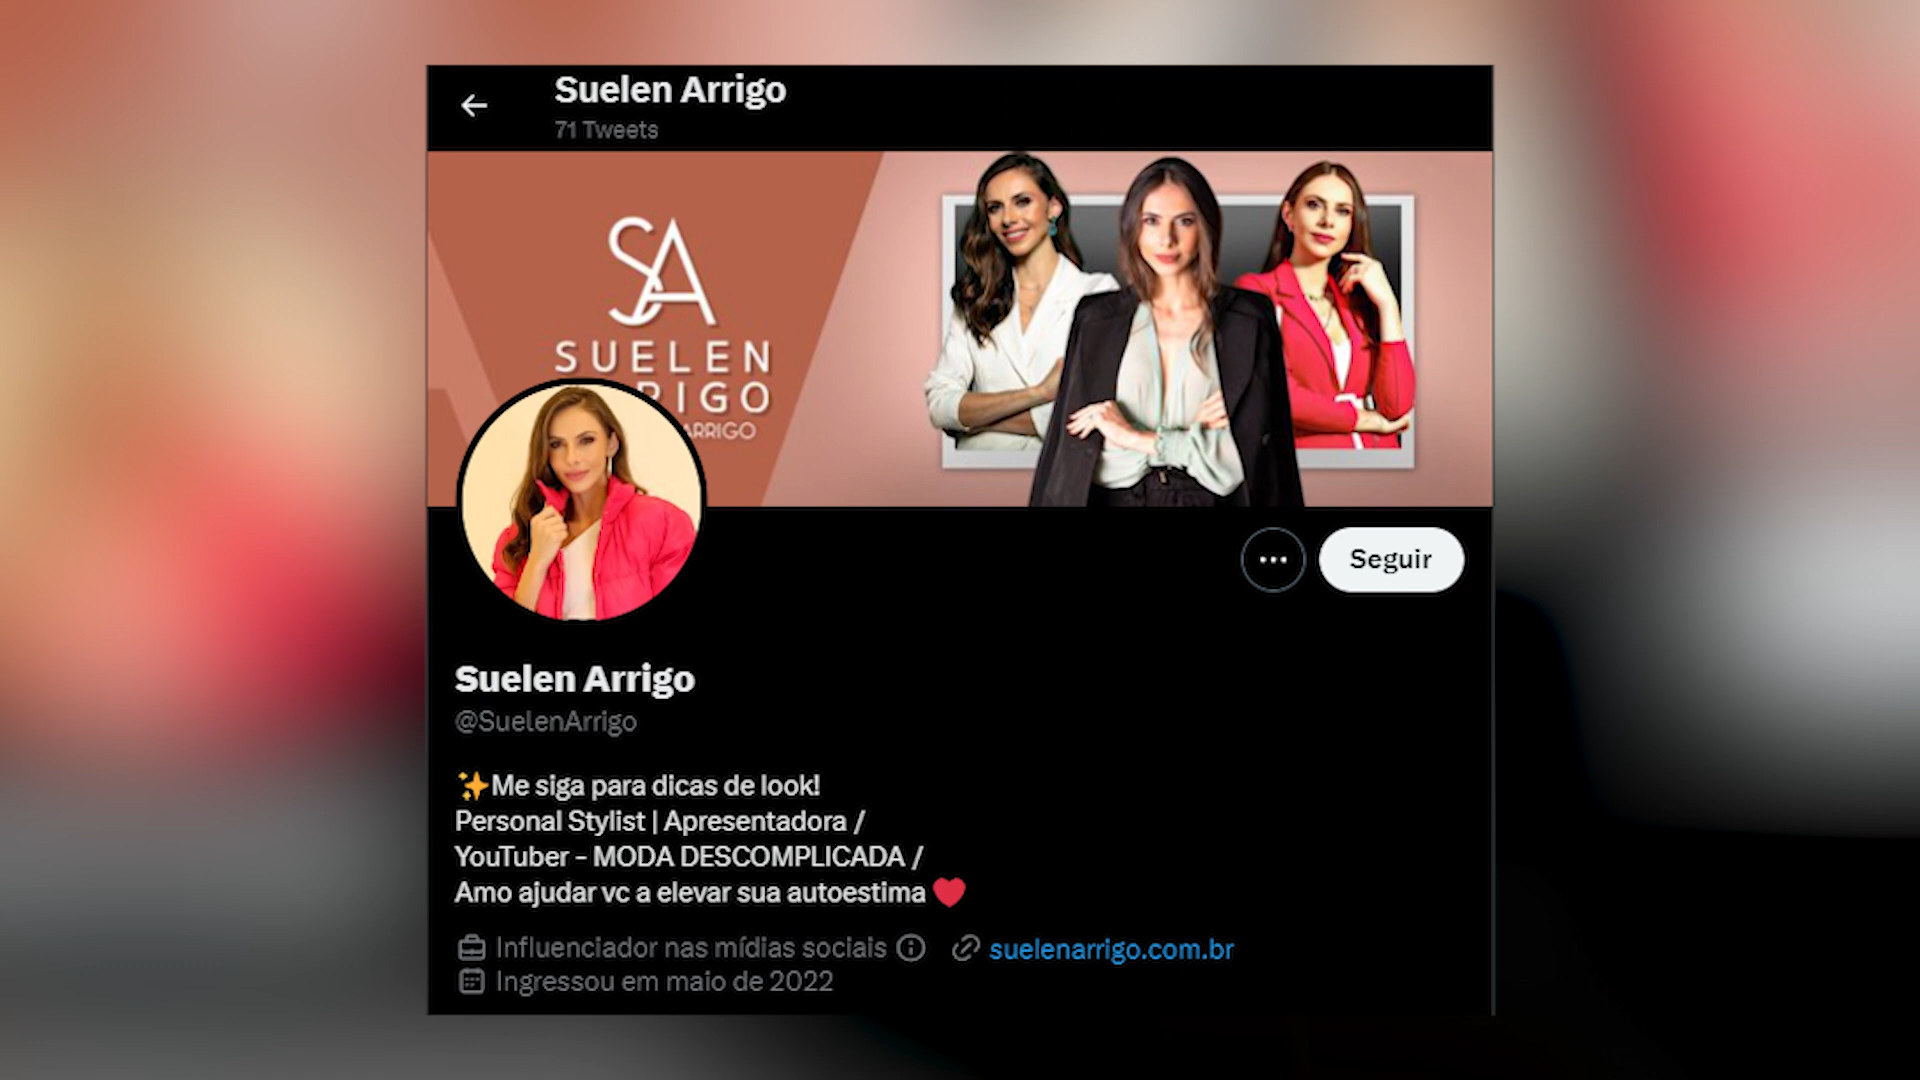 Suelen Arrigo
71 Tweets
SA
SUELEN
RIGO
ARRIGO
Seguir
Suelen Arrigo
@SuelenArrigo
✨Me siga para dicas de look!
Personal Stylist | Apresentadora /
YouTuber - MODA DESCOMPLICADA /
Amo ajudar vc a elevar sua autoestima ❤️
Influenciador nas mídias sociais suelenarrigo.com.br
Ingressou em maio de 2022